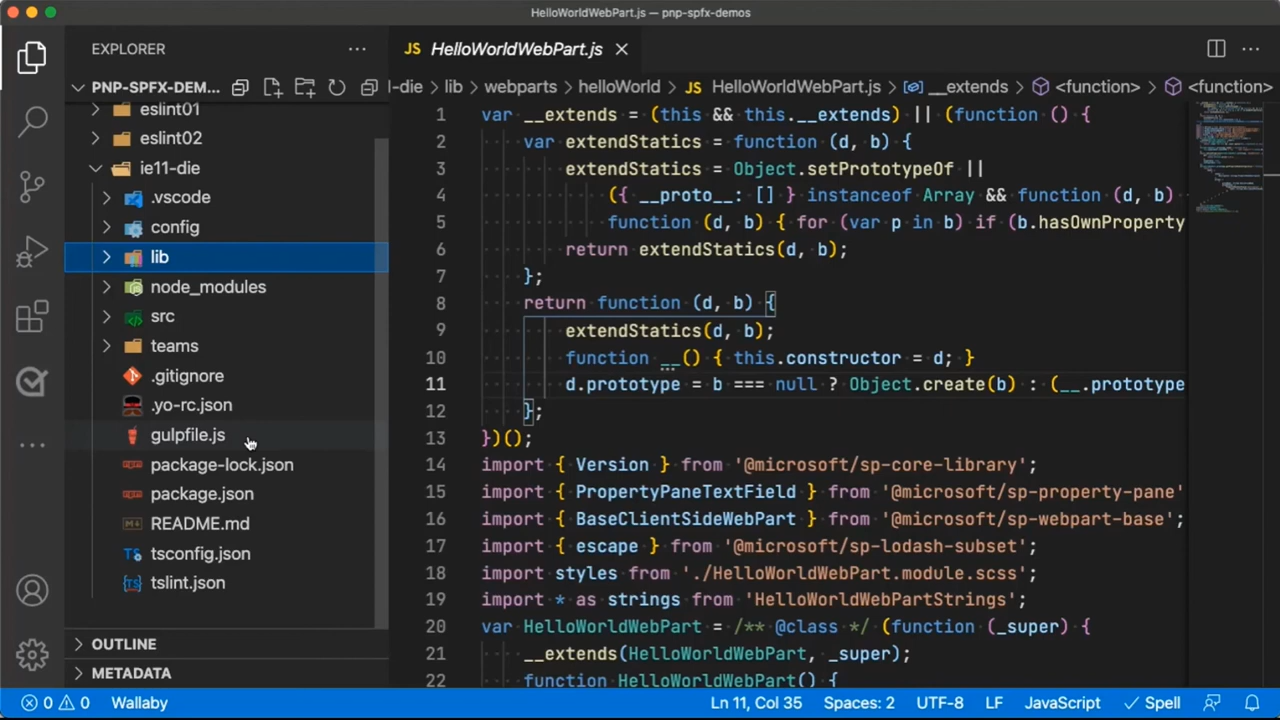 HelloWorldWebPart.js — pnp-spfx-demos
EXPLORER
PNP-SPFX-DEM...
eslint01
eslint02
ie11-die
.vscode
config
lib
node_modules
src
teams
.gitignore
.yo-rc.json
gulpfile.js
package-lock.json
package.json
README.md
tsconfig.json
tslint.json
OUTLINE
METADATA
JS HelloWorldWebPart.js
l-die > lib > webparts > helloWorld > JS HelloWorldWebPart.js > __extends > <function> > <function>
1 var __extends = (this && this.__extends) || (function () {
2 var extendStatics = function (d, b) {
3 extendStatics = Object.setPrototypeOf ||
4 ({ __proto__: [] } instanceof Array && function (d, b)
5 function (d, b) { for (var p in b) if (b.hasOwnProperty
6 return extendStatics(d, b);
7 };
8 return function (d, b) {
9 extendStatics(d, b);
10 function __() { this.constructor = d; }
11 d.prototype = b === null ? Object.create(b) : (__.prototype
12 };
13 })();
14 import { Version } from '@microsoft/sp-core-library';
15 import { PropertyPaneTextField } from '@microsoft/sp-property-pane'
16 import { BaseClientSideWebPart } from '@microsoft/sp-webpart-base';
17 import { escape } from '@microsoft/sp-lodash-subset';
18 import styles from './HelloWorldWebPart.module.scss';
19 import * as strings from 'HelloWorldWebPartStrings';
20 var HelloWorldWebPart = /** @class */ (function (_super) {
21 __extends(HelloWorldWebPart, _super);
22 function HelloWorldWebPart() {
0 0 Wallaby Ln 11, Col 35 Spaces: 2 UTF-8 LF JavaScript Spell